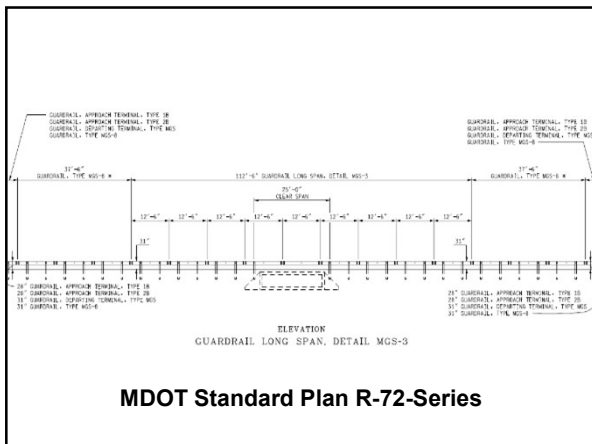 GUARDRAIL, APPROACH TERMINAL, TYPE 1B
GUARDRAIL, APPROACH TERMINAL, TYPE 2B
GUARDRAIL, DEPARTING TERMINAL, TYPE MGS
GUARDRAIL, TYPE MGS-8
GUARDRAIL, APPROACH TERMINAL, TYPE 1B
GUARDRAIL, APPROACH TERMINAL, TYPE 2B
GUARDRAIL, DEPARTING TERMINAL, TYPE MGS
GUARDRAIL, TYPE MGS-8
37'-6"
GUARDRAIL, TYPE MGS-8 *
112'-6" GUARDRAIL LONG SPAN, DETAIL MGS-3
37'-6"
GUARDRAIL, TYPE MGS-8 *
25'-0"
CLEAR SPAN
12'-6" 12'-6" 12'-6" 12'-6" 12'-6" 12'-6" 12'-6" 12'-6" 12'-6"
31" 31"
28" GUARDRAIL, APPROACH TERMINAL, TYPE 1B
28" GUARDRAIL, APPROACH TERMINAL, TYPE 2B
31" GUARDRAIL, DEPARTING TERMINAL, TYPE MGS
31" GUARDRAIL, TYPE MGS-8
28" GUARDRAIL, APPROACH TERMINAL, TYPE 1B
28" GUARDRAIL, APPROACH TERMINAL, TYPE 2B
31" GUARDRAIL, DEPARTING TERMINAL, TYPE MGS
31" GUARDRAIL, TYPE MGS-8
ELEVATION
GUARDRAIL LONG SPAN, DETAIL MGS-3
MDOT Standard Plan R-72-Series